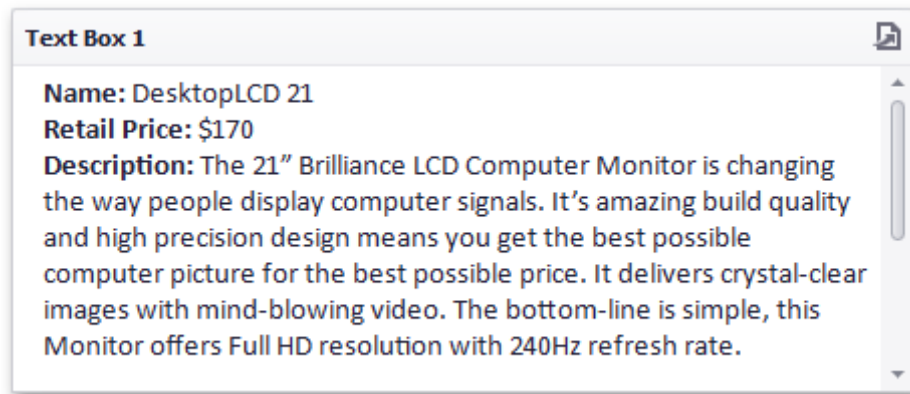 Text Box 1
Name: DesktopLCD 21
Retail Price: $170
Description: The 21” Brilliance LCD Computer Monitor is changing
the way people display computer signals. It’s amazing build quality
and high precision design means you get the best possible
computer picture for the best possible price. It delivers crystal-clear
images with mind-blowing video. The bottom-line is simple, this
Monitor offers Full HD resolution with 240Hz refresh rate.